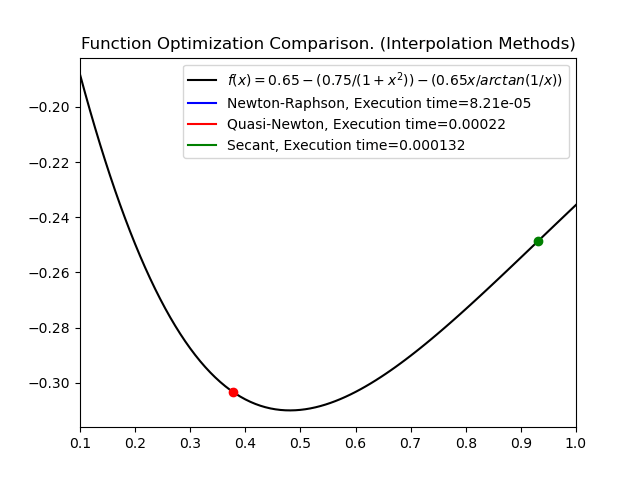 Function Optimization Comparison. (Interpolation Methods)
f(x) = 0.65 − (0.75/(1 + x²)) − (0.65x/arctan(1/x))
Newton-Raphson, Execution time=8.21e-05
Quasi-Newton, Execution time=0.00022
Secant, Execution time=0.000132
−0.20
−0.22
−0.24
−0.26
−0.28
−0.30
0.1 0.2 0.3 0.4 0.5 0.6 0.7 0.8 0.9 1.0